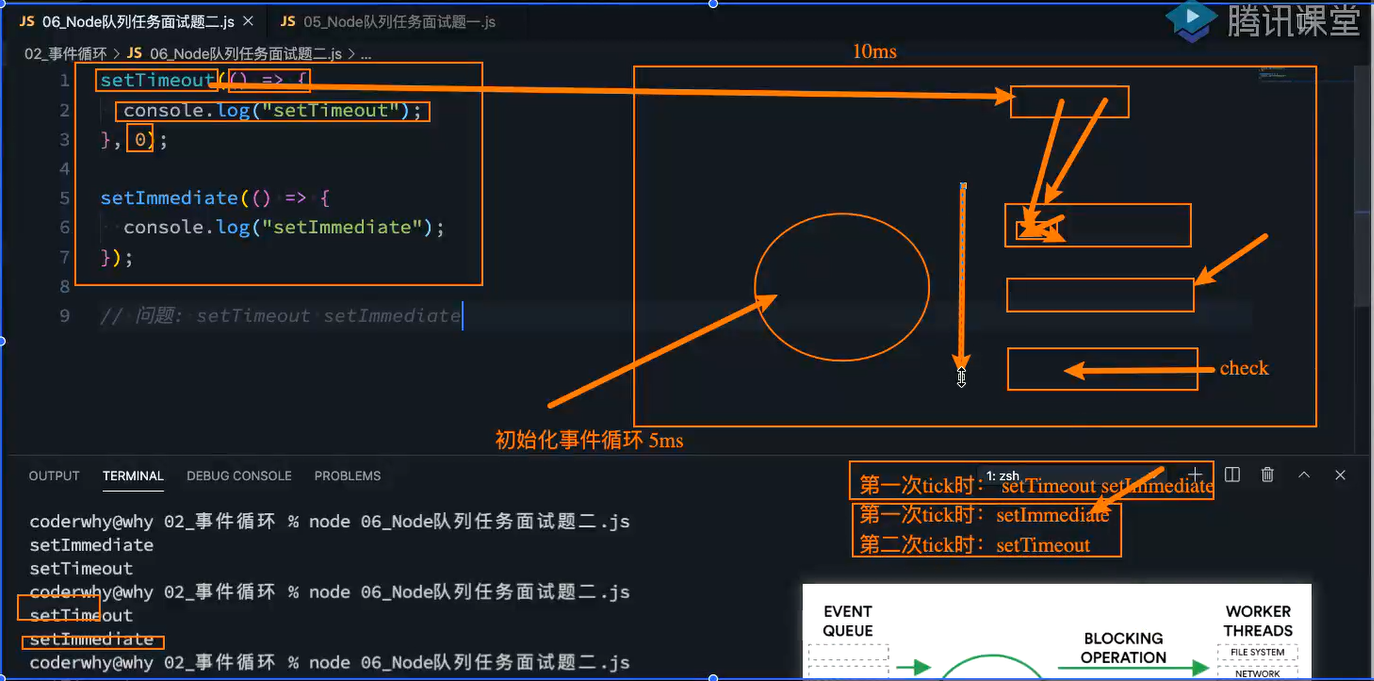 JS 06_Node队列任务面试题二.js × JS 05_Node队列任务面试题一.js
腾讯课堂
02_事件循环 > JS 06_Node队列任务面试题二.js > ...
10ms
1 setTimeout(() => {
2 console.log("setTimeout");
3 }, 0);
4
5 setImmediate(() => {
6 console.log("setImmediate");
7 });
8
9 // 问题: setTimeout setImmediate
check
初始化事件循环 5ms
OUTPUT TERMINAL DEBUG CONSOLE PROBLEMS 1: zsh
第一次tick时： setTimeout setImmediate
第一次tick时：setImmediate
第二次tick时：setTimeout
coderwhy@why 02_事件循环 % node 06_Node队列任务面试题二.js
setImmediate
setTimeout
coderwhy@why 02_事件循环 % node 06_Node队列任务面试题二.js
setTimeout
setImmediate
coderwhy@why 02_事件循环 % node 06_Node队列任务面试题二.js
EVENT
QUEUE
BLOCKING
OPERATION
WORKER
THREADS
FILE SYSTEM
NETWORK